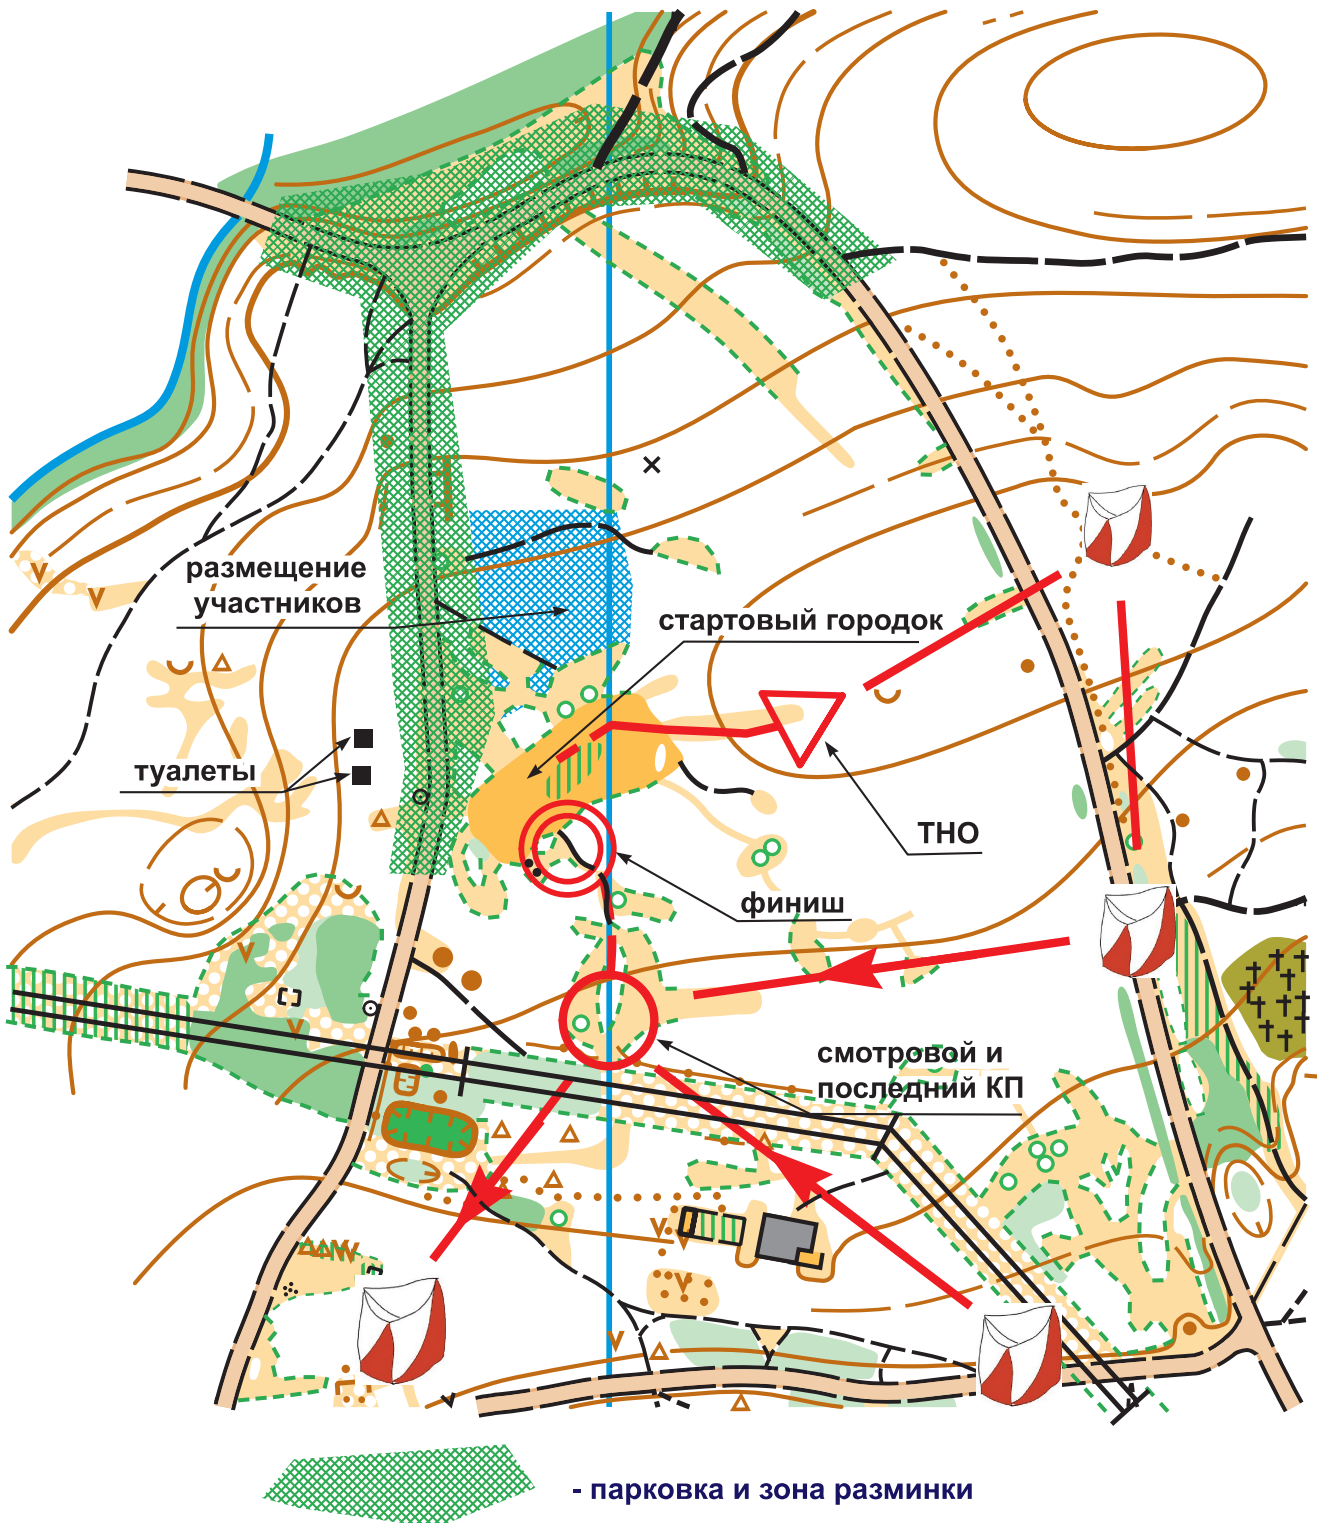 размещение
участников
стартовый городок
туалеты
ТНО
финиш
смотровой и
последний КП
- парковка и зона разминки